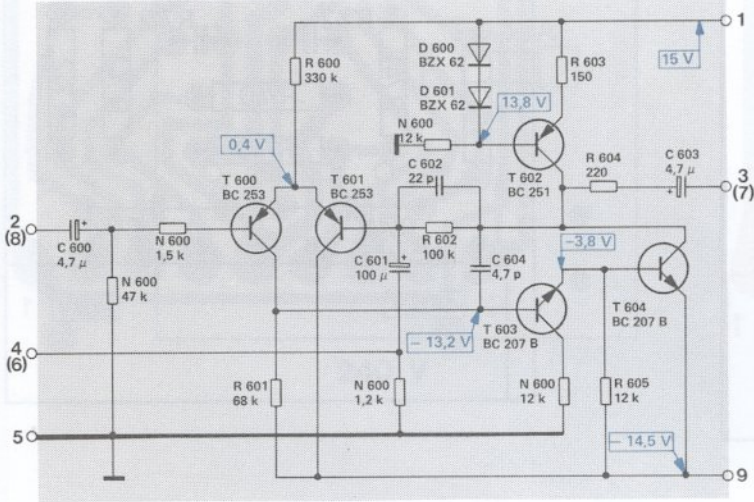 1
D 600
BZX 62
R 603
150
15 V
R 600
330 k
D 601
BZX 62
13,8 V
N 600
12 k
0,4 V
C 602
22 p
R 604
220
C 603
4,7 µ
+
3
(7)
T 600
BC 253
T 601
BC 253
T 602
BC 251
2
(8)
+
C 600
4,7 µ
N 600
1,5 k
C 601
100 µ
+
R 602
100 k
C 604
4,7 p
–3,8 V
N 600
47 k
T 603
BC 207 B
T 604
BC 207 B
– 13,2 V
4
(6)
R 601
68 k
N 600
1,2 k
N 600
12 k
R 605
12 k
5
– 14,5 V
9